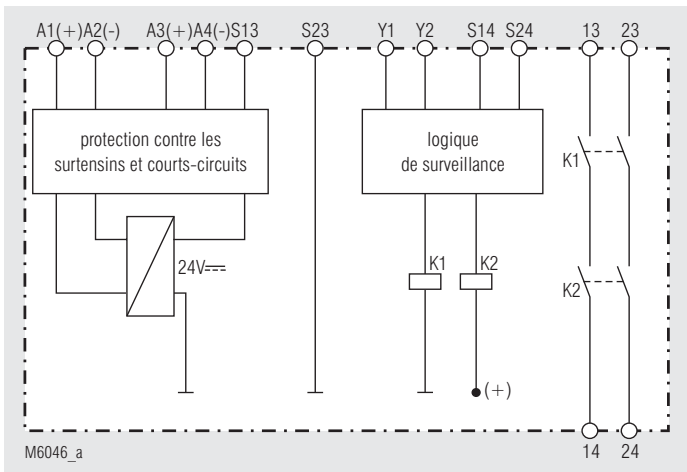 A1(+) A2(-) A3(+) A4(-) S13 S23 Y1 Y2 S14 S24 13 23
protection contre les
surtensins et courts-circuits
logique
de surveillance
K1
24V
K1 K2
K2
(+)
M6046_a
14 24